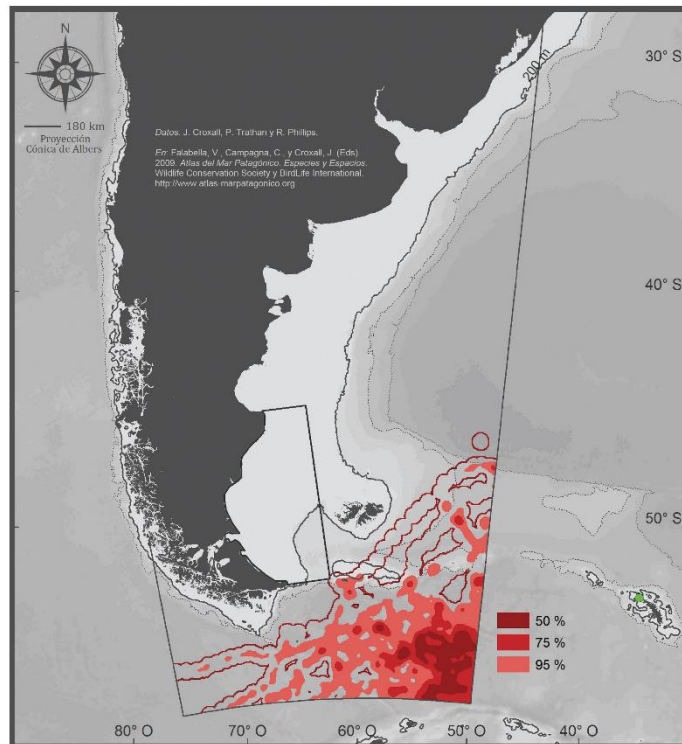 N
180 km
Proyección
Cónica de Albers
Datos: J. Croxall, P. Trathan y R. Phillips.
En: Falabella, V., Campagna, C., y Croxall, J. (Eds)
2009. Atlas del Mar Patagónico. Especies y Espacios.
Wildlife Conservation Society y BirdLife International.
http://www.atlas-marpatagonico.org
200 m
30° S
40° S
50° S
50 %
75 %
95 %
80° O
70° O
60° O
50° O
40° O